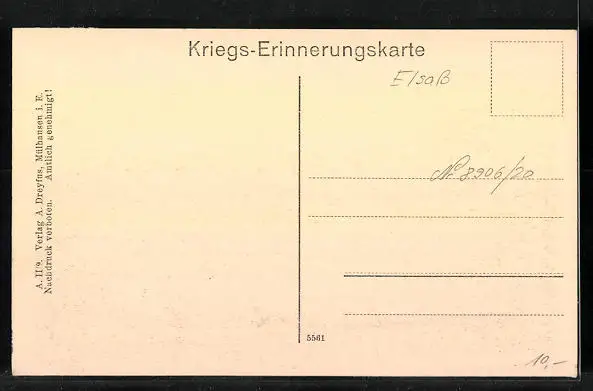 Kriegs-Erinnerungskarte
Elsaß
№ 8906/20
A. II 9. Verlag A. Dreyfus, Mülhausen i. E.
Nachdruck verboten. Amtlich genehmigt!
5561
10,-